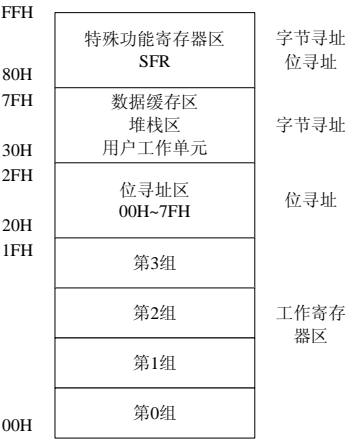 FFH
特殊功能寄存器区
SFR
字节寻址
位寻址
80H
7FH
数据缓存区
堆栈区
用户工作单元
字节寻址
30H
2FH
位寻址区
00H~7FH
位寻址
20H
1FH
第3组
第2组
工作寄存
器区
第1组
第0组
00H